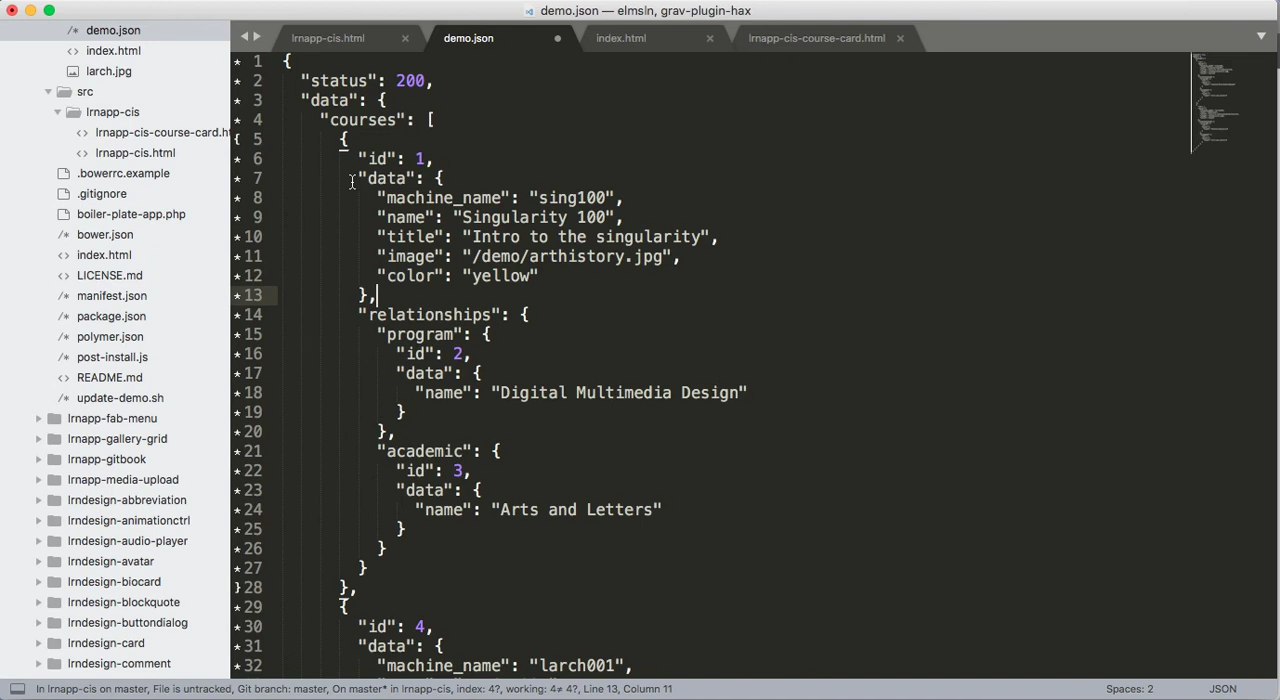 demo.json — elmsln, grav-plugin-hax
/* demo.json
<> index.html
larch.jpg
src
lrnapp-cis
<> lrnapp-cis-course-card.ht
<> lrnapp-cis.html
.bowerrc.example
.gitignore
boiler-plate-app.php
/* bower.json
<> index.html
<> LICENSE.md
/* manifest.json
/* package.json
/* polymer.json
/* post-install.js
<> README.md
/* update-demo.sh
lrnapp-fab-menu
lrnapp-gallery-grid
lrnapp-gitbook
lrnapp-media-upload
lrndesign-abbreviation
lrndesign-animationctrl
lrndesign-audio-player
lrndesign-avatar
lrndesign-biocard
lrndesign-blockquote
lrndesign-buttondialog
lrndesign-card
lrndesign-comment
lrnapp-cis.html × demo.json index.html × lrnapp-cis-course-card.html ×
* 1 {
* 2 "status": 200,
* 3 "data": {
* 4 "courses": [
{ 5 {
* 6 "id": 1,
* 7 "data": {
* 8 "machine_name": "sing100",
* 9 "name": "Singularity 100",
* 10 "title": "Intro to the singularity",
* 11 "image": "/demo/arthistory.jpg",
* 12 "color": "yellow"
* 13 },
* 14 "relationships": {
* 15 "program": {
* 16 "id": 2,
* 17 "data": {
* 18 "name": "Digital Multimedia Design"
* 19 }
* 20 },
* 21 "academic": {
* 22 "id": 3,
* 23 "data": {
* 24 "name": "Arts and Letters"
* 25 }
* 26 }
* 27 }
} 28 },
* 29 {
* 30 "id": 4,
* 31 "data": {
* 32 "machine_name": "larch001",
In lrnapp-cis on master, File is untracked, Git branch: master, On master* in lrnapp-cis, index: 4?, working: 4≠ 4?, Line 13, Column 11 Spaces: 2 JSON